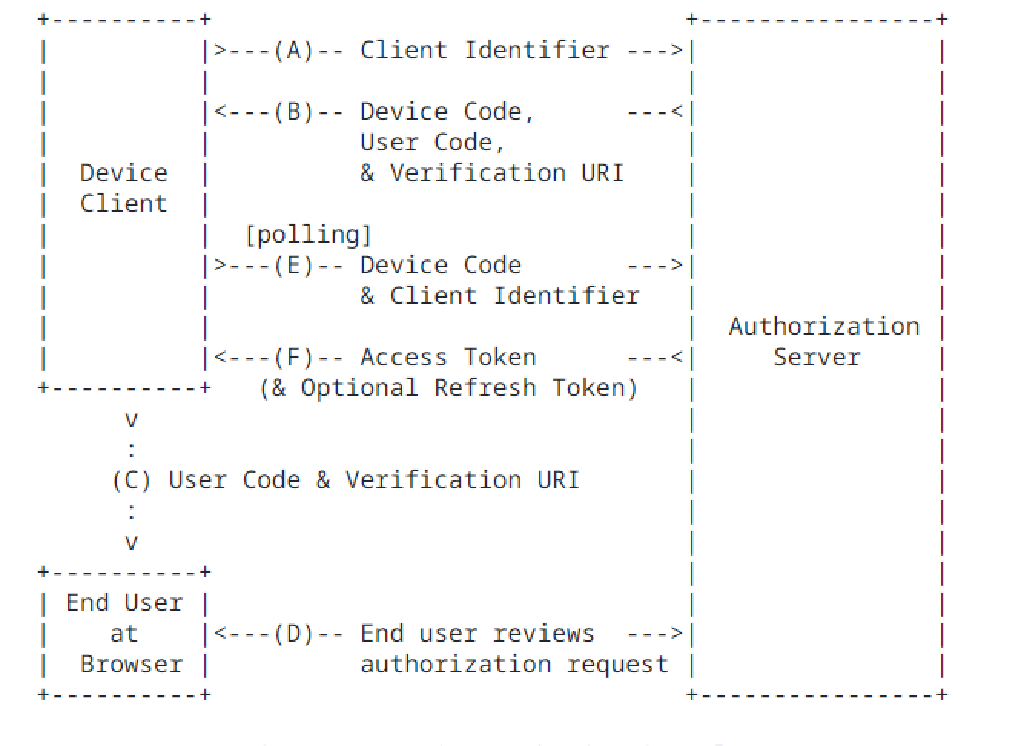 +----------+                                +----------------+
|          |>---(A)-- Client Identifier --->|                |
|          |                                |                |
|          |<---(B)-- Device Code,      ---<|                |
|          |          User Code,            |                |
|  Device  |          & Verification URI    |                |
|  Client  |                                |                |
|          |  [polling]                     |                |
|          |>---(E)-- Device Code       --->|                |
|          |          & Client Identifier   |                |
|          |                                |  Authorization |
|          |<---(F)-- Access Token      ---<|     Server     |
+----------+   (& Optional Refresh Token)   |                |
      v                                     |                |
      :                                     |                |
     (C) User Code & Verification URI       |                |
      :                                     |                |
      v                                     |                |
+----------+                                |                |
| End User |                                |                |
|    at    |<---(D)-- End user reviews  --->|                |
|  Browser |          authorization request |                |
+----------+                                +----------------+